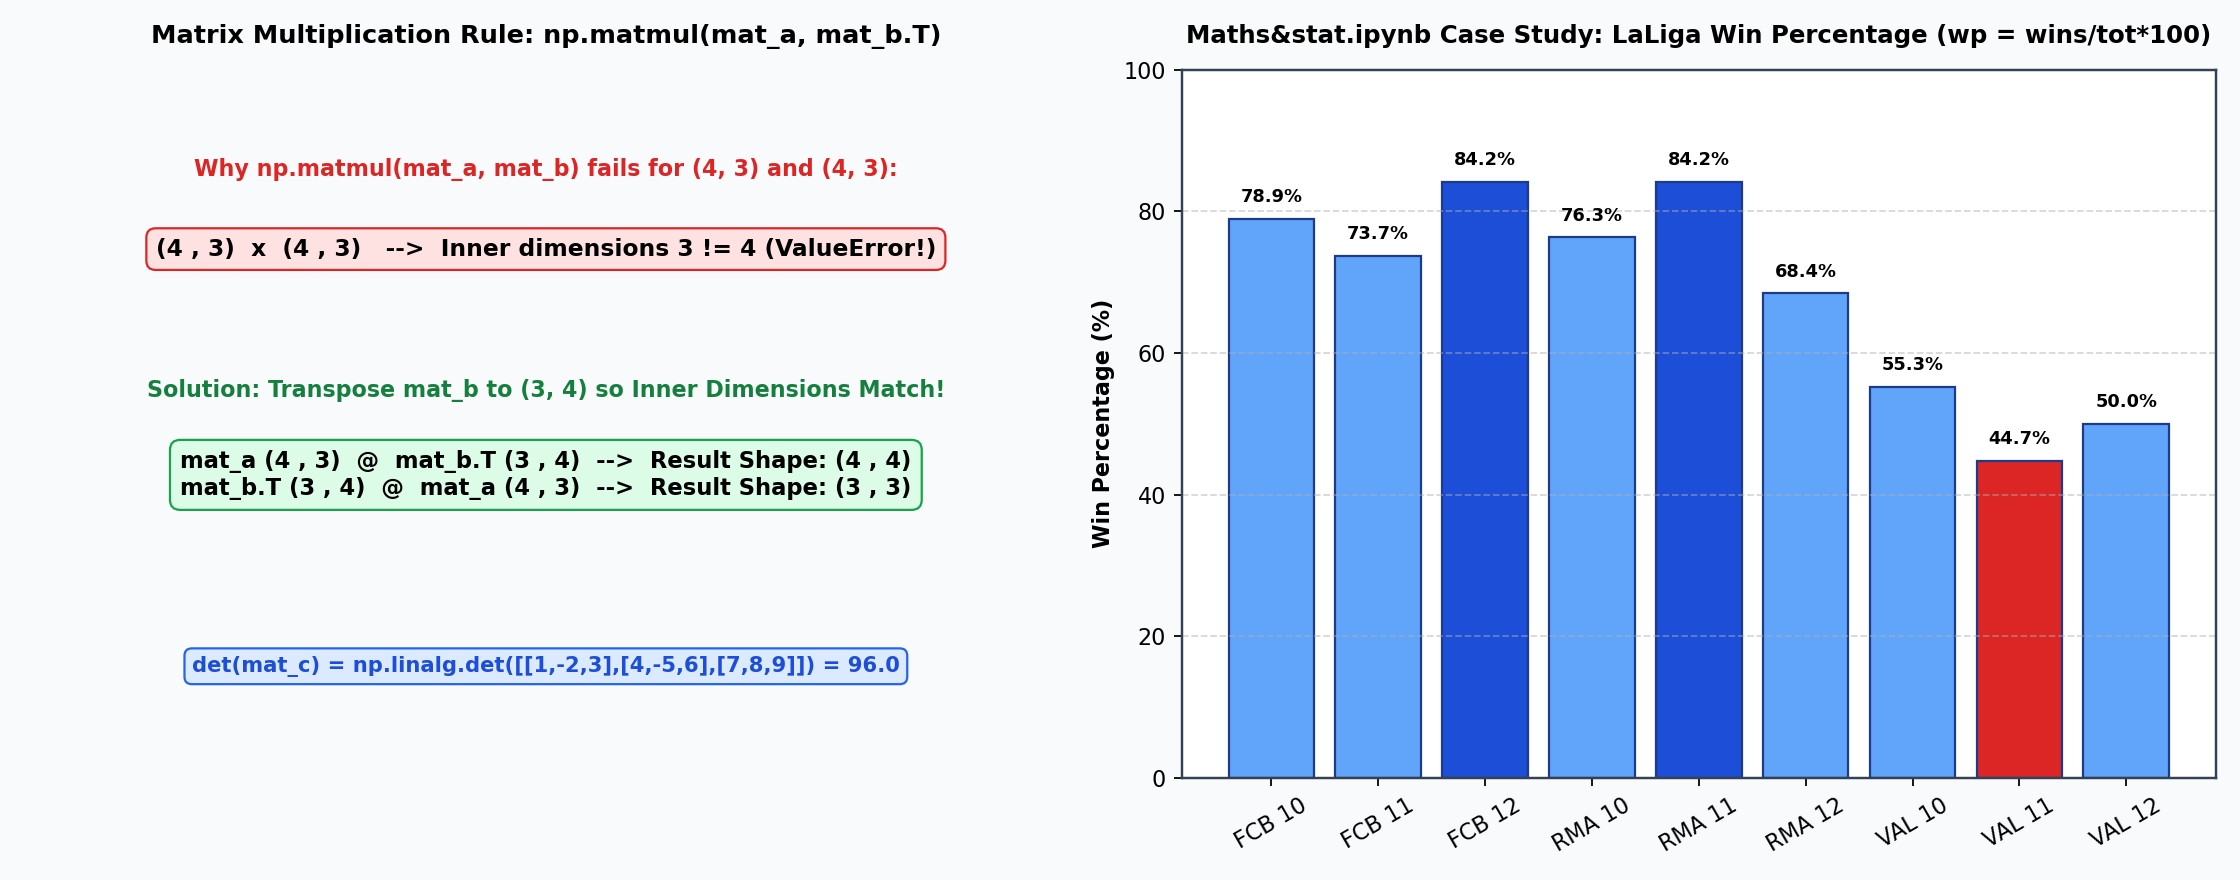 Matrix Multiplication Rule: np.matmul(mat_a, mat_b.T)
Why np.matmul(mat_a, mat_b) fails for (4, 3) and (4, 3):
(4 , 3)  x  (4 , 3)   -->  Inner dimensions 3 != 4 (ValueError!)
Solution: Transpose mat_b to (3, 4) so Inner Dimensions Match!
mat_a (4 , 3)  @  mat_b.T (3 , 4)  -->  Result Shape: (4 , 4)
mat_b.T (3 , 4)  @  mat_a (4 , 3)  -->  Result Shape: (3 , 3)
det(mat_c) = np.linalg.det([[1,-2,3],[4,-5,6],[7,8,9]]) = 96.0
Maths&stat.ipynb Case Study: LaLiga Win Percentage (wp = wins/tot*100)
Win Percentage (%)
100
80
60
40
20
0
78.9%
73.7%
84.2%
76.3%
84.2%
68.4%
55.3%
44.7%
50.0%
FCB 10
FCB 11
FCB 12
RMA 10
RMA 11
RMA 12
VAL 10
VAL 11
VAL 12